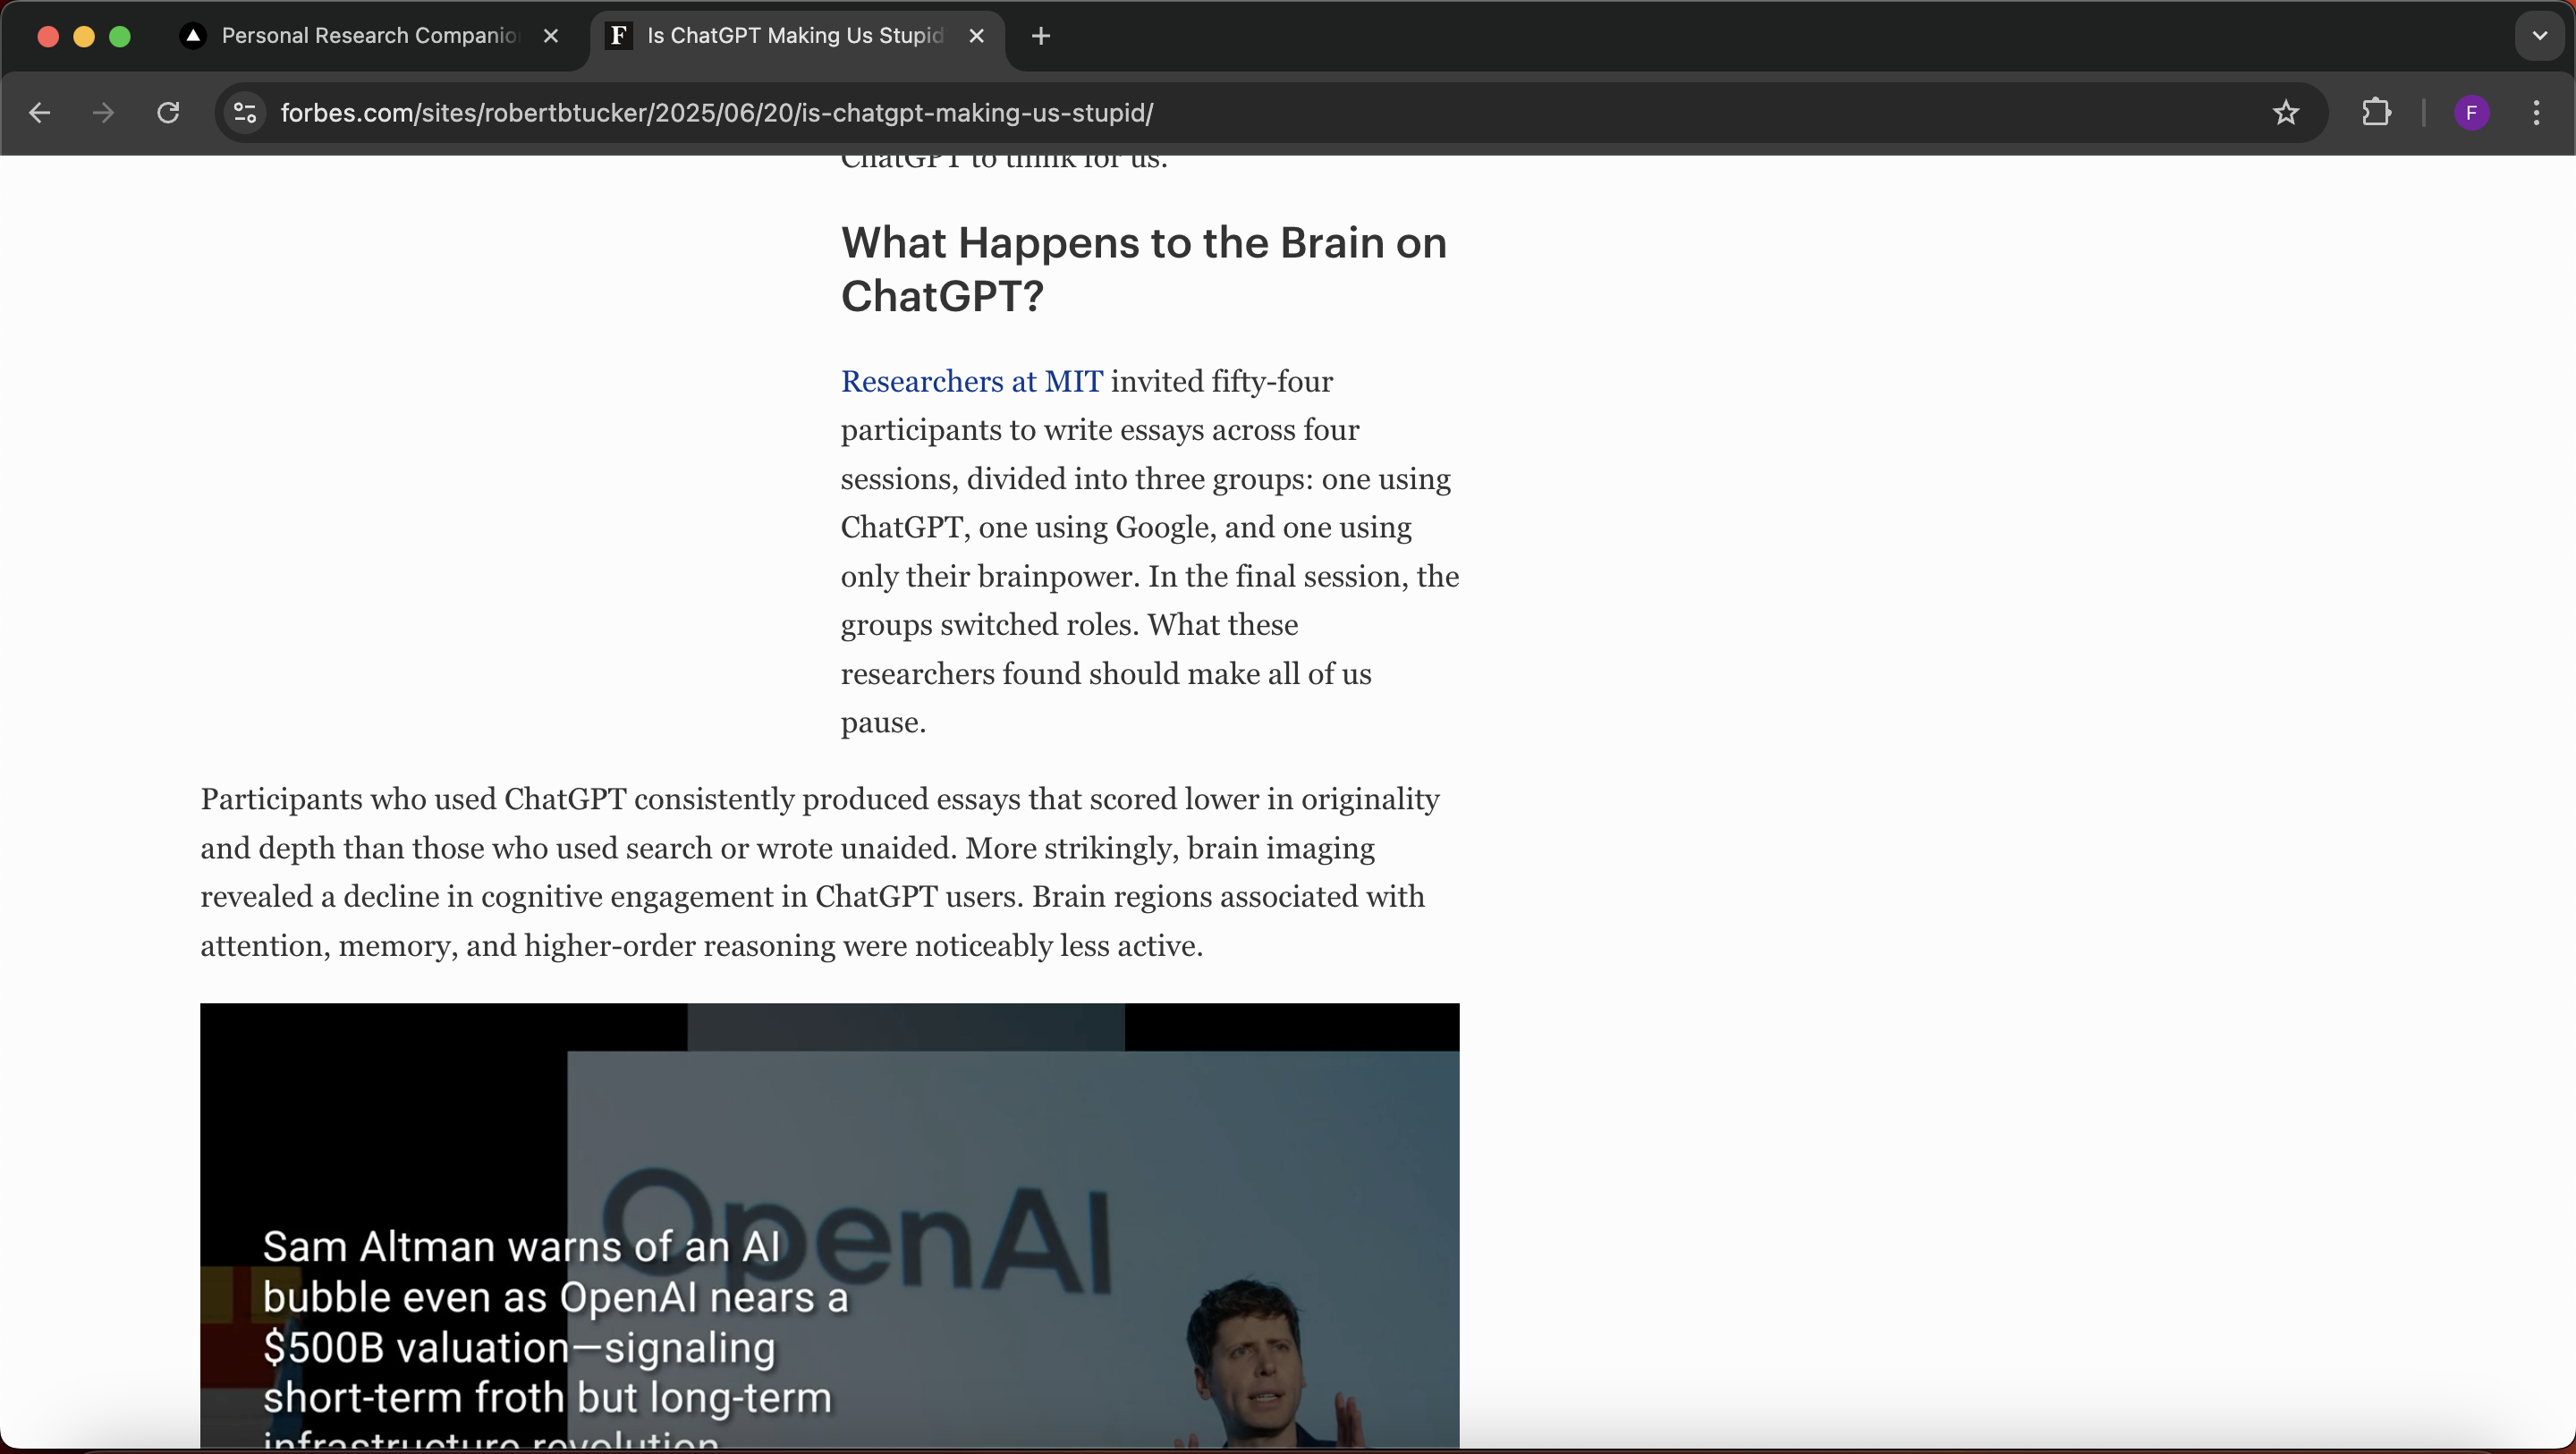 Personal Research Companio
Is ChatGPT Making Us Stupid
forbes.com/sites/robertbtucker/2025/06/20/is-chatgpt-making-us-stupid/
F
ChatGPT to think for us.
What Happens to the Brain on
ChatGPT?
Researchers at MIT invited fifty-four
participants to write essays across four
sessions, divided into three groups: one using
ChatGPT, one using Google, and one using
only their brainpower. In the final session, the
groups switched roles. What these
researchers found should make all of us
pause.
Participants who used ChatGPT consistently produced essays that scored lower in originality
and depth than those who used search or wrote unaided. More strikingly, brain imaging
revealed a decline in cognitive engagement in ChatGPT users. Brain regions associated with
attention, memory, and higher-order reasoning were noticeably less active.
OpenAI
Sam Altman warns of an AI
bubble even as OpenAI nears a
$500B valuation—signaling
short-term froth but long-term
infrastructure revolution